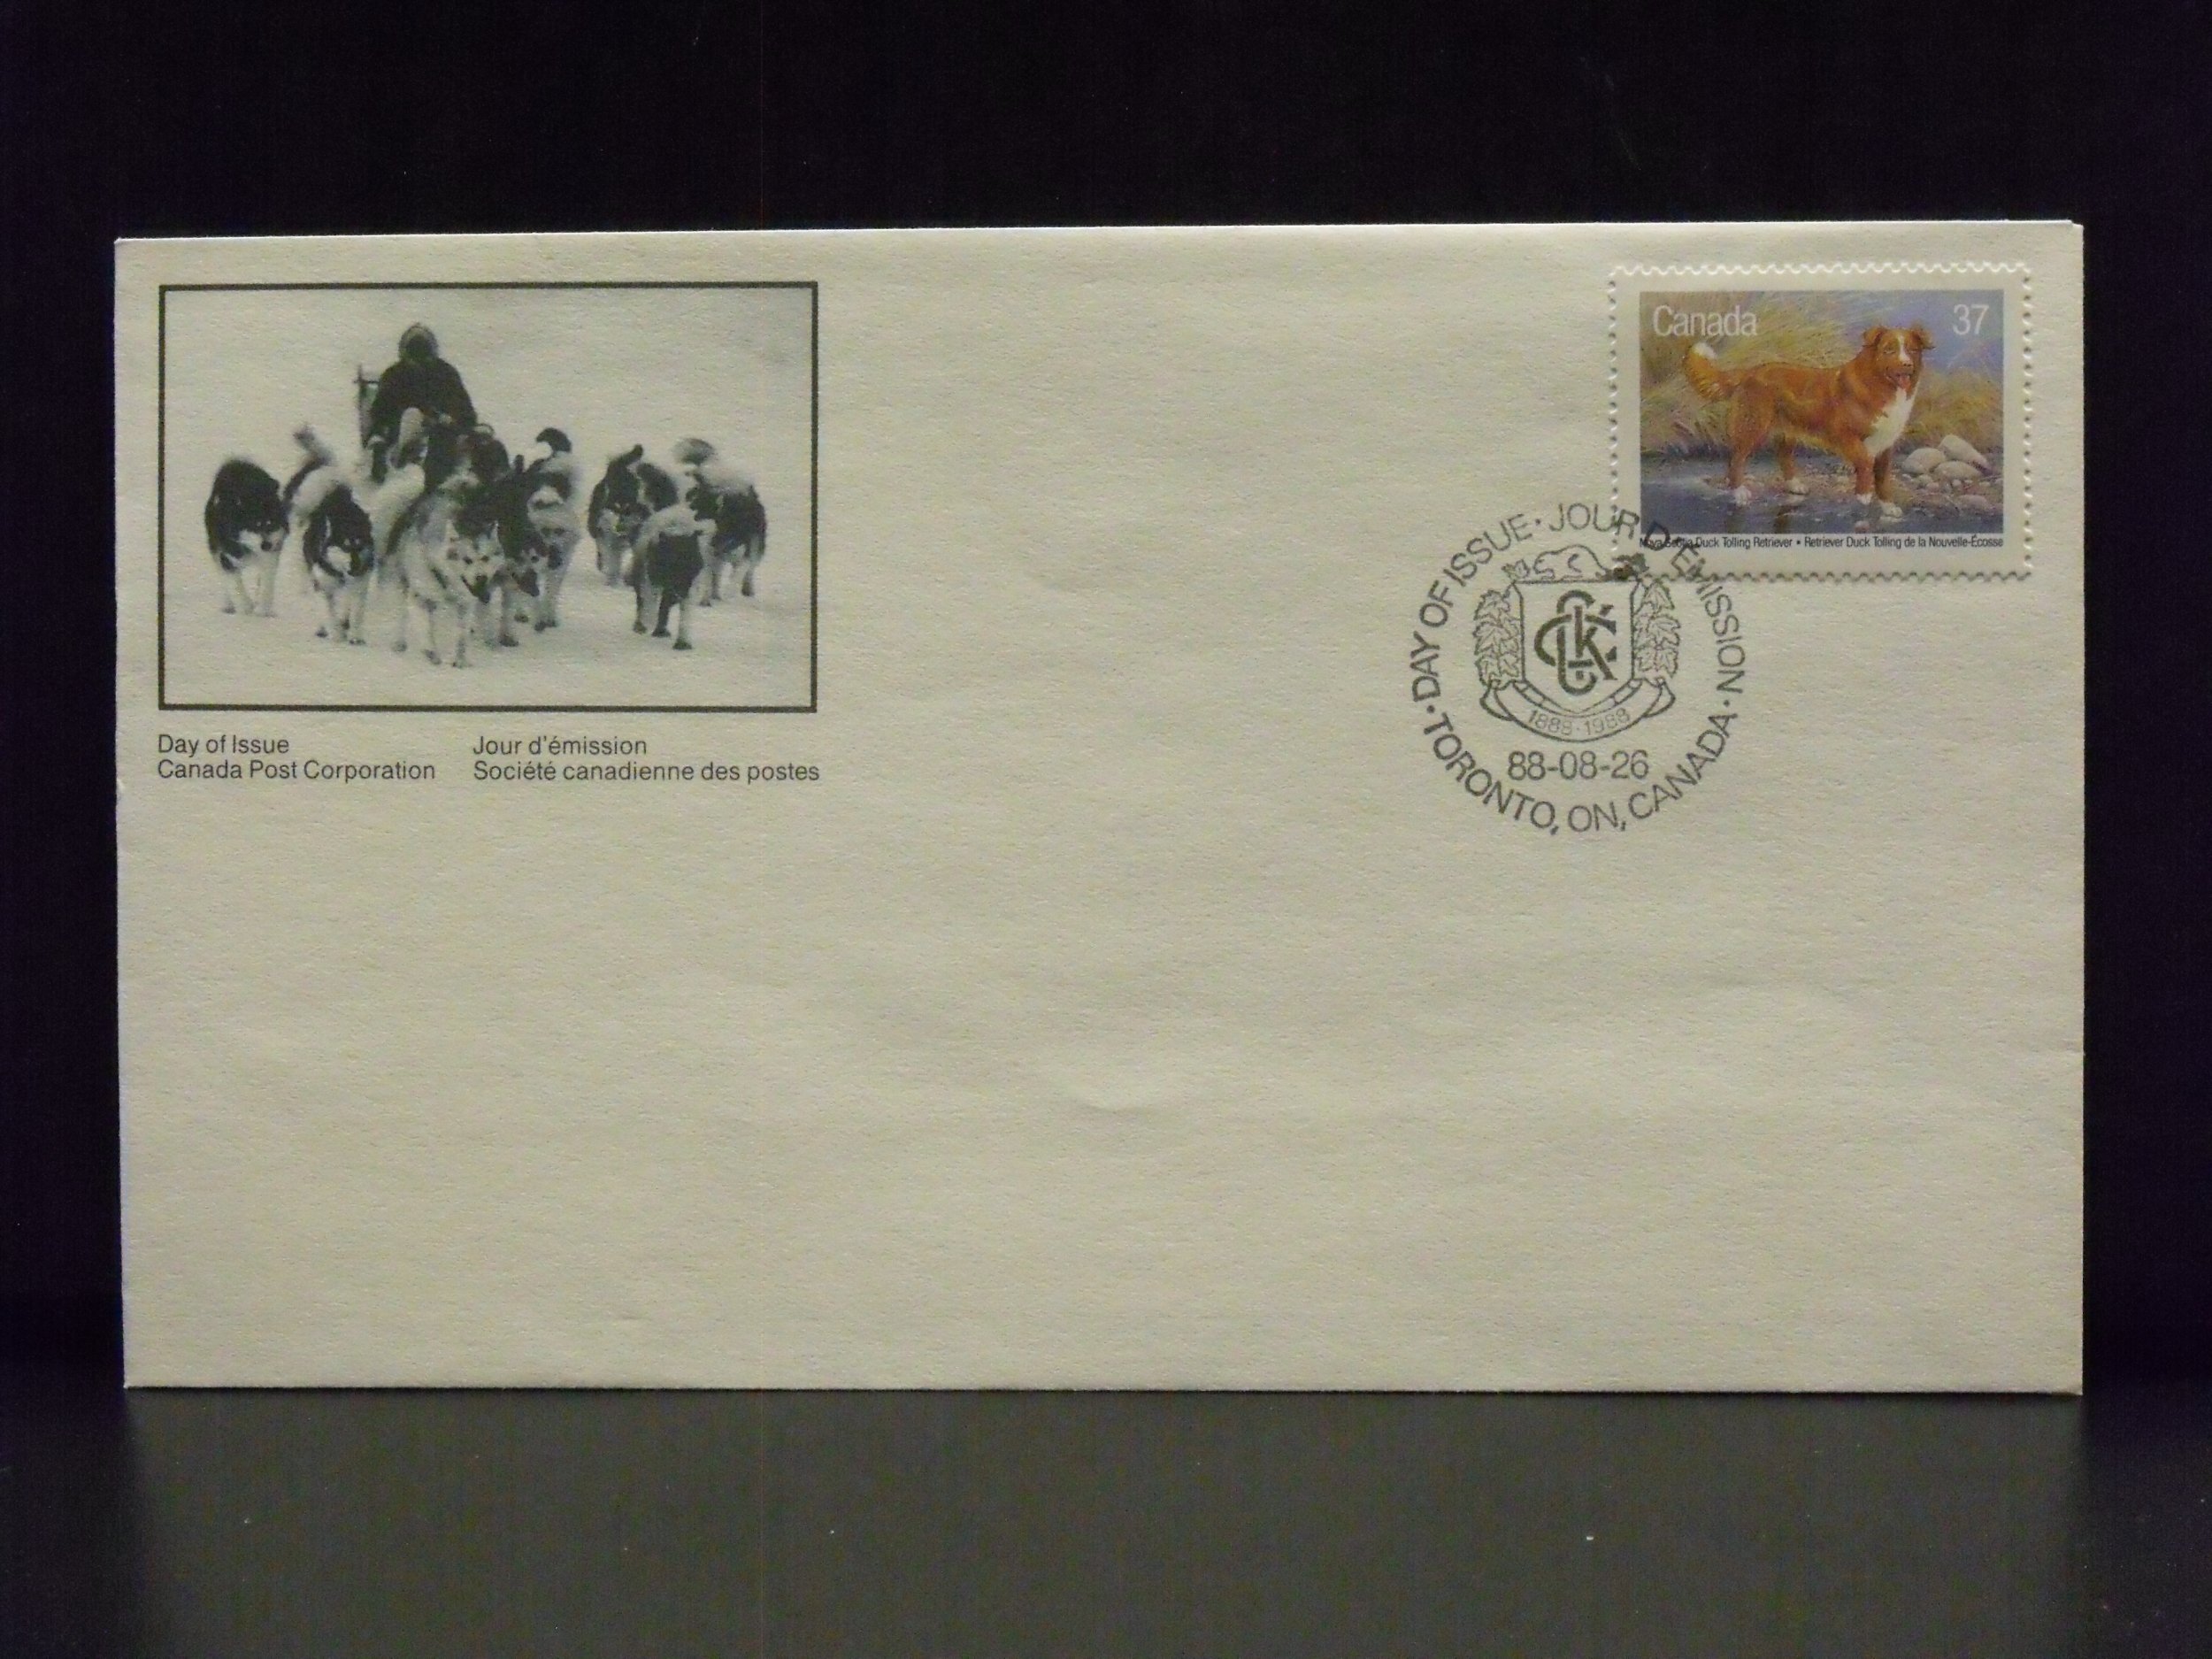 Canada 37
Nova Scotia Duck Tolling Retriever • Retriever Duck Tolling de la Nouvelle-Écosse
Day of Issue
Canada Post Corporation
Jour d'émission
Société canadienne des postes
• DAY OF ISSUE • JOUR D'ÉMISSION •
CKC
1888·1988
88-08-26
TORONTO, ON, CANADA